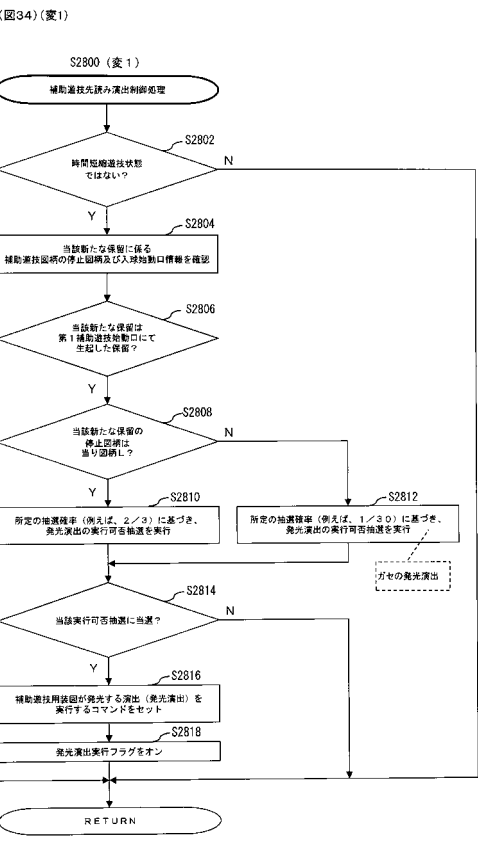 (図34)(変1)
S2800 (変1)
補助遊技先読み演出制御処理
S2802
時間短縮遊技状態
ではない?
N
Y
S2804
当該新たな保留に係る
補助遊技図柄の停止図柄及び入球始動口情報を確認
S2806
当該新たな保留は
第1補助遊技始動口にて
生起した保留?
Y
S2808
当該新たな保留の
停止図柄は
当り図柄L?
N
Y
S2810
所定の抽選確率(例えば、2/3)に基づき、
発光演出の実行可否抽選を実行
S2812
所定の抽選確率(例えば、1/30)に基づき、
発光演出の実行可否抽選を実行
ガセの発光演出
S2814
当該実行可否抽選に当選?
N
Y
S2816
補助遊技用装図が発光する演出(発光演出)を
実行するコマンドをセット
S2818
発光演出実行フラグをオン
RETURN